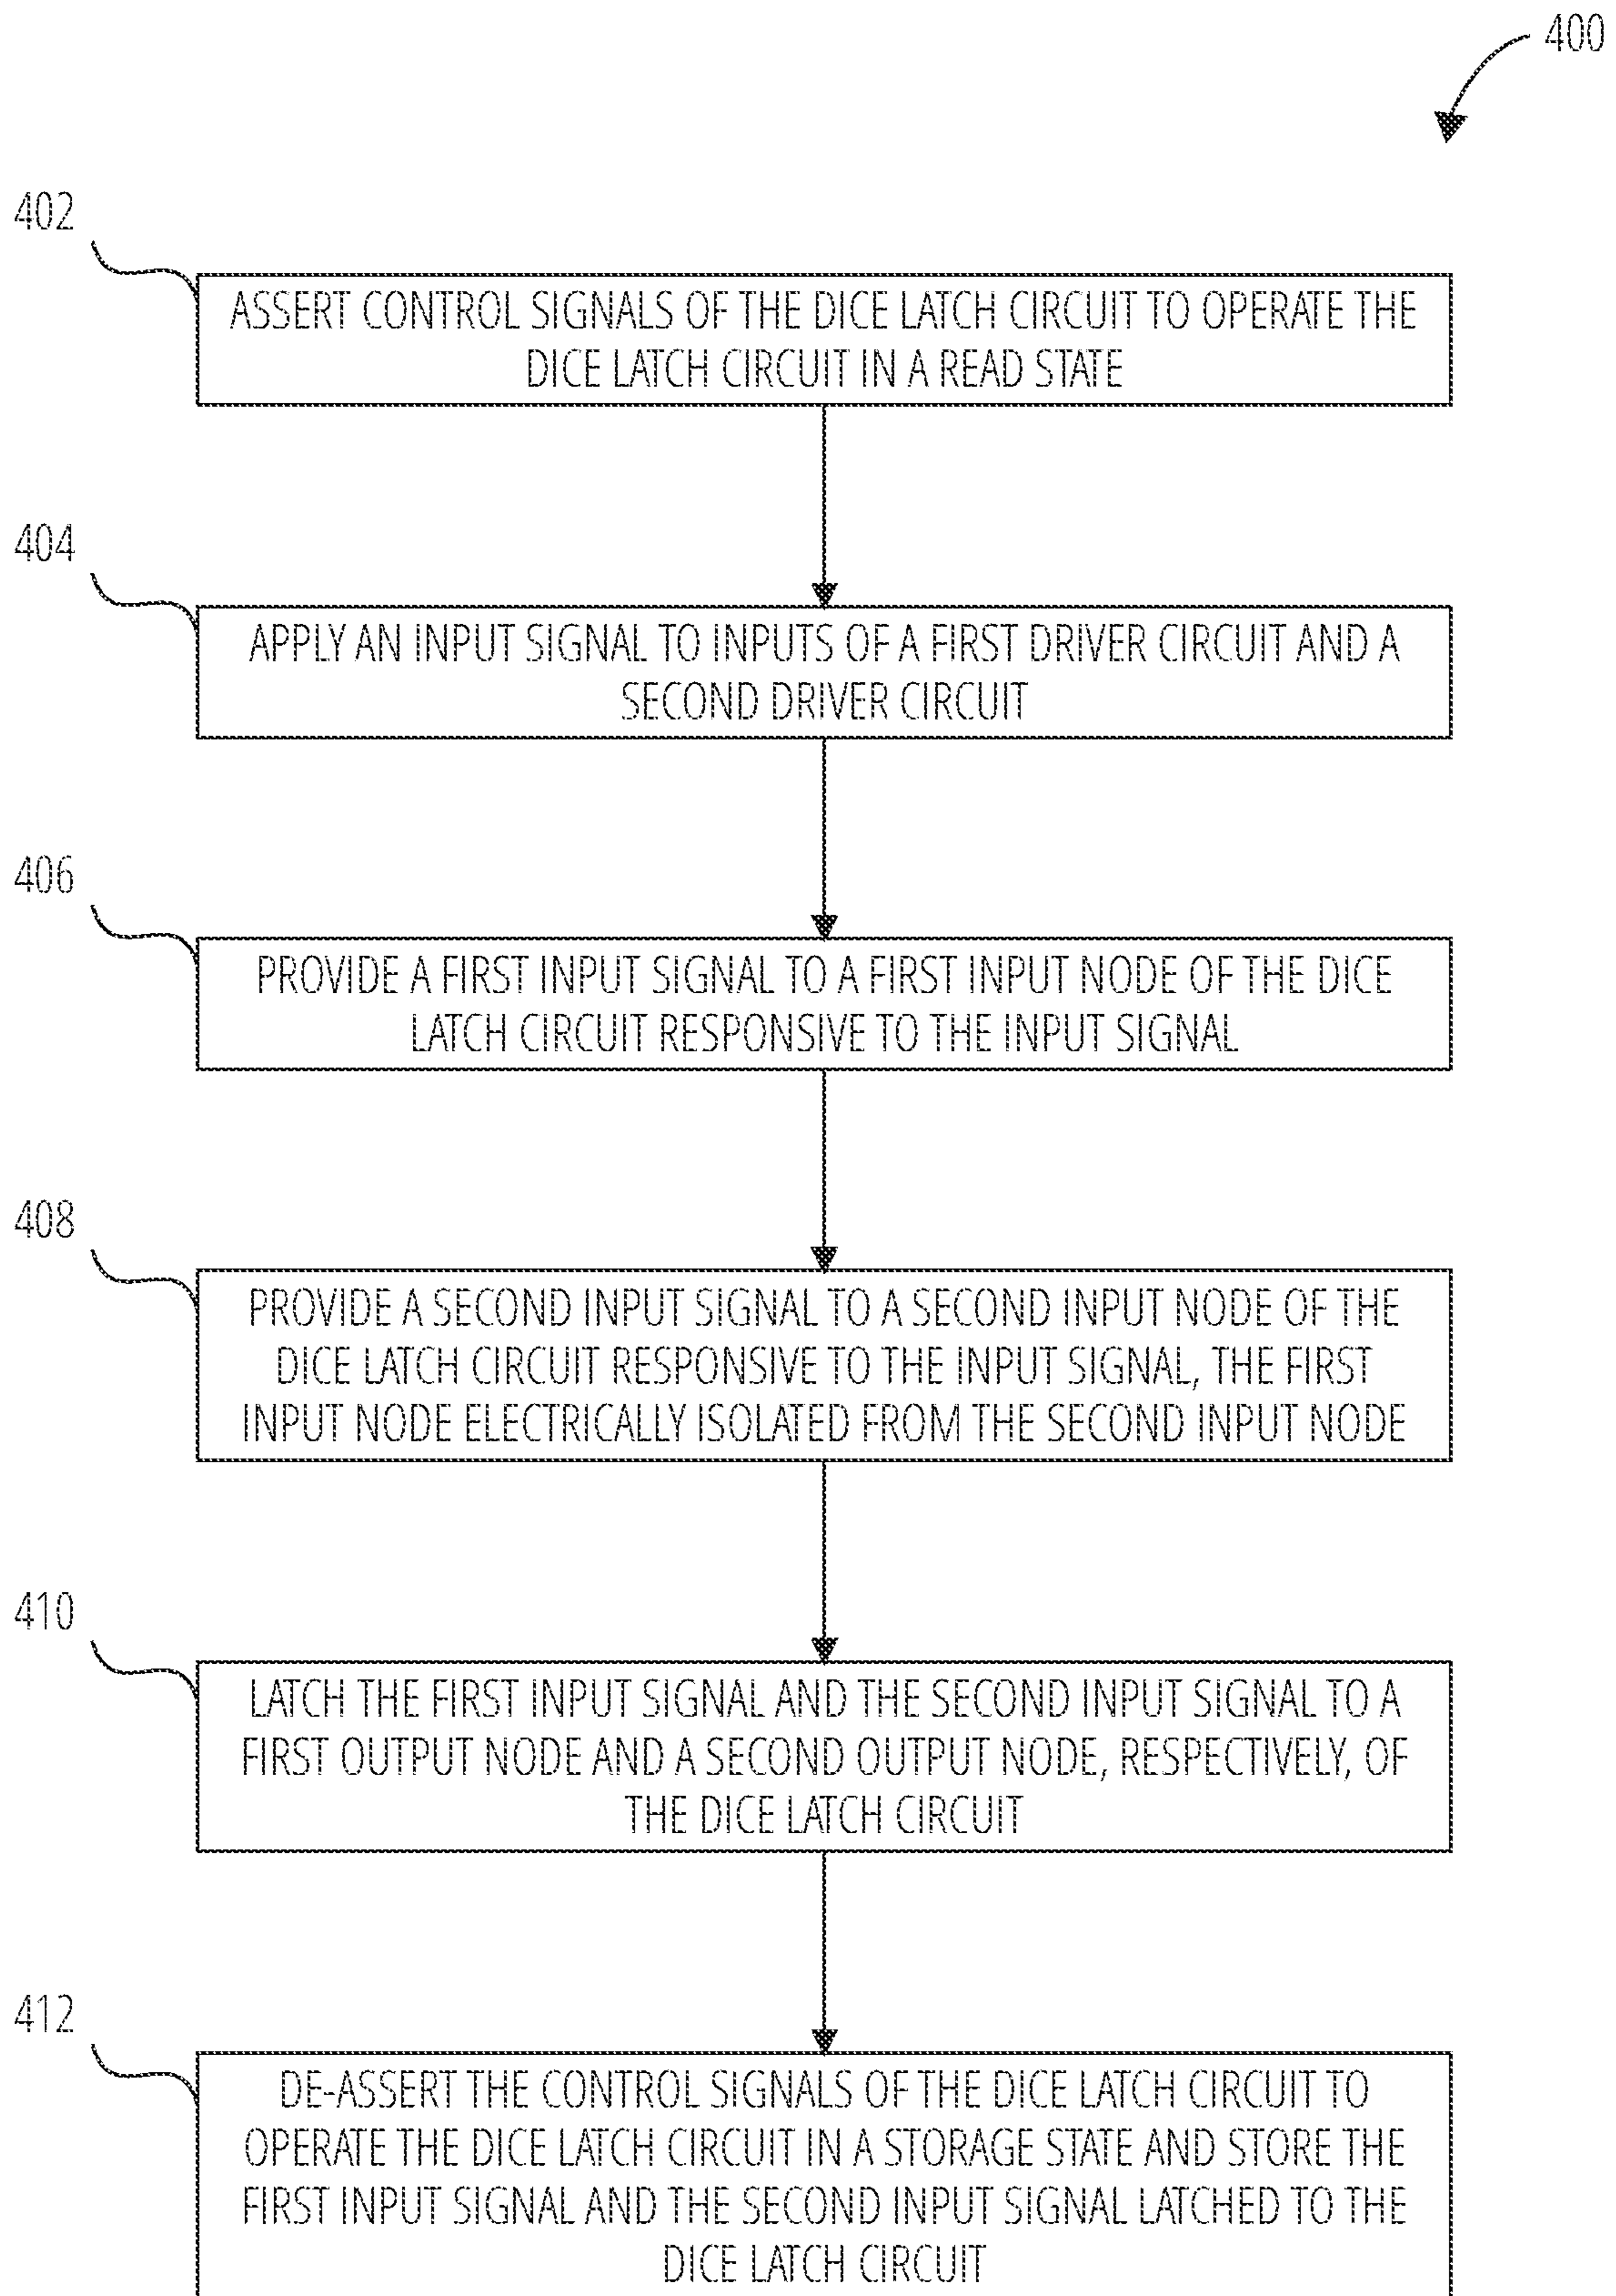 400
402
ASSERT CONTROL SIGNALS OF THE DICE LATCH CIRCUIT TO OPERATE THE
DICE LATCH CIRCUIT IN A READ STATE
404
APPLY AN INPUT SIGNAL TO INPUTS OF A FIRST DRIVER CIRCUIT AND A
SECOND DRIVER CIRCUIT
406
PROVIDE A FIRST INPUT SIGNAL TO A FIRST INPUT NODE OF THE DICE
LATCH CIRCUIT RESPONSIVE TO THE INPUT SIGNAL
408
PROVIDE A SECOND INPUT SIGNAL TO A SECOND INPUT NODE OF THE
DICE LATCH CIRCUIT RESPONSIVE TO THE INPUT SIGNAL, THE FIRST
INPUT NODE ELECTRICALLY ISOLATED FROM THE SECOND INPUT NODE
410
LATCH THE FIRST INPUT SIGNAL AND THE SECOND INPUT SIGNAL TO A
FIRST OUTPUT NODE AND A SECOND OUTPUT NODE, RESPECTIVELY, OF
THE DICE LATCH CIRCUIT
412
DE-ASSERT THE CONTROL SIGNALS OF THE DICE LATCH CIRCUIT TO
OPERATE THE DICE LATCH CIRCUIT IN A STORAGE STATE AND STORE THE
FIRST INPUT SIGNAL AND THE SECOND INPUT SIGNAL LATCHED TO THE
DICE LATCH CIRCUIT